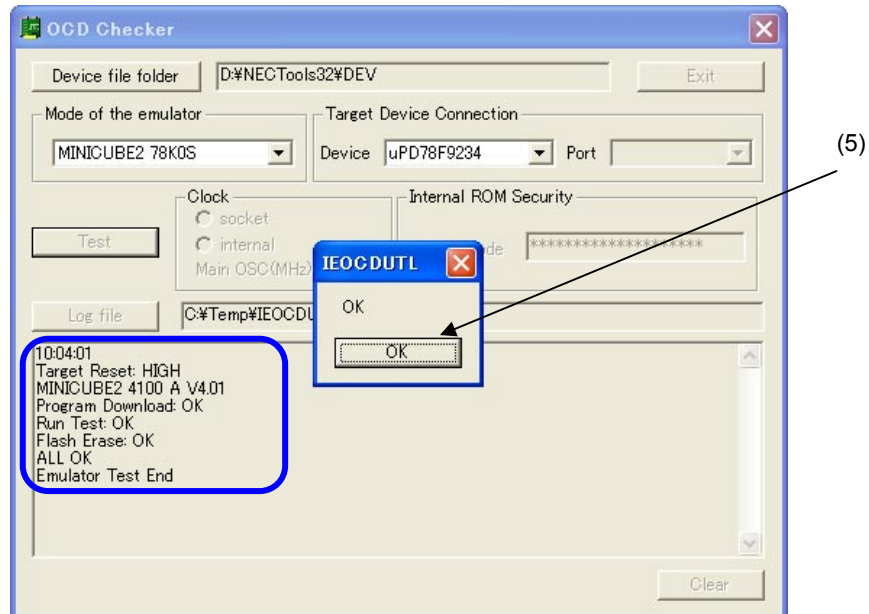 OCD Checker
Device file folder D:¥NECTools32¥DEV Exit
Mode of the emulator Target Device Connection
MINICUBE2 78K0S Device uPD78F9234 Port
(5)
Clock Internal ROM Security
socket
Test internal ********************
Main OSC(MHz)
IEOCDUTL
OK
OK
Log file C:¥Temp¥IEOCDU
10:04:01
Target Reset: HIGH
MINICUBE2 4100 A V4.01
Program Download: OK
Run Test: OK
Flash Erase: OK
ALL OK
Emulator Test End
Clear